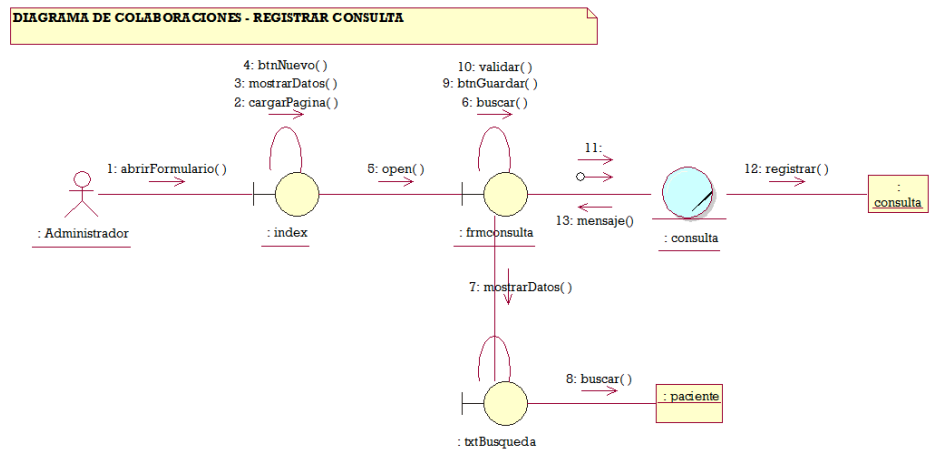 DIAGRAMA DE COLABORACIONES - REGISTRAR CONSULTA
4: btnNuevo( )
3: mostrarDatos( )
2: cargarPagina( )
10: validar( )
9: btnGuardar( )
6: buscar( )
1: abrirFormulario( )
5: open( )
11:
12: registrar( )
13: mensaje()
: Administrador
: index
: frmconsulta
: consulta
:
consulta
7: mostrarDatos( )
8: buscar( )
: paciente
: txtBusqueda